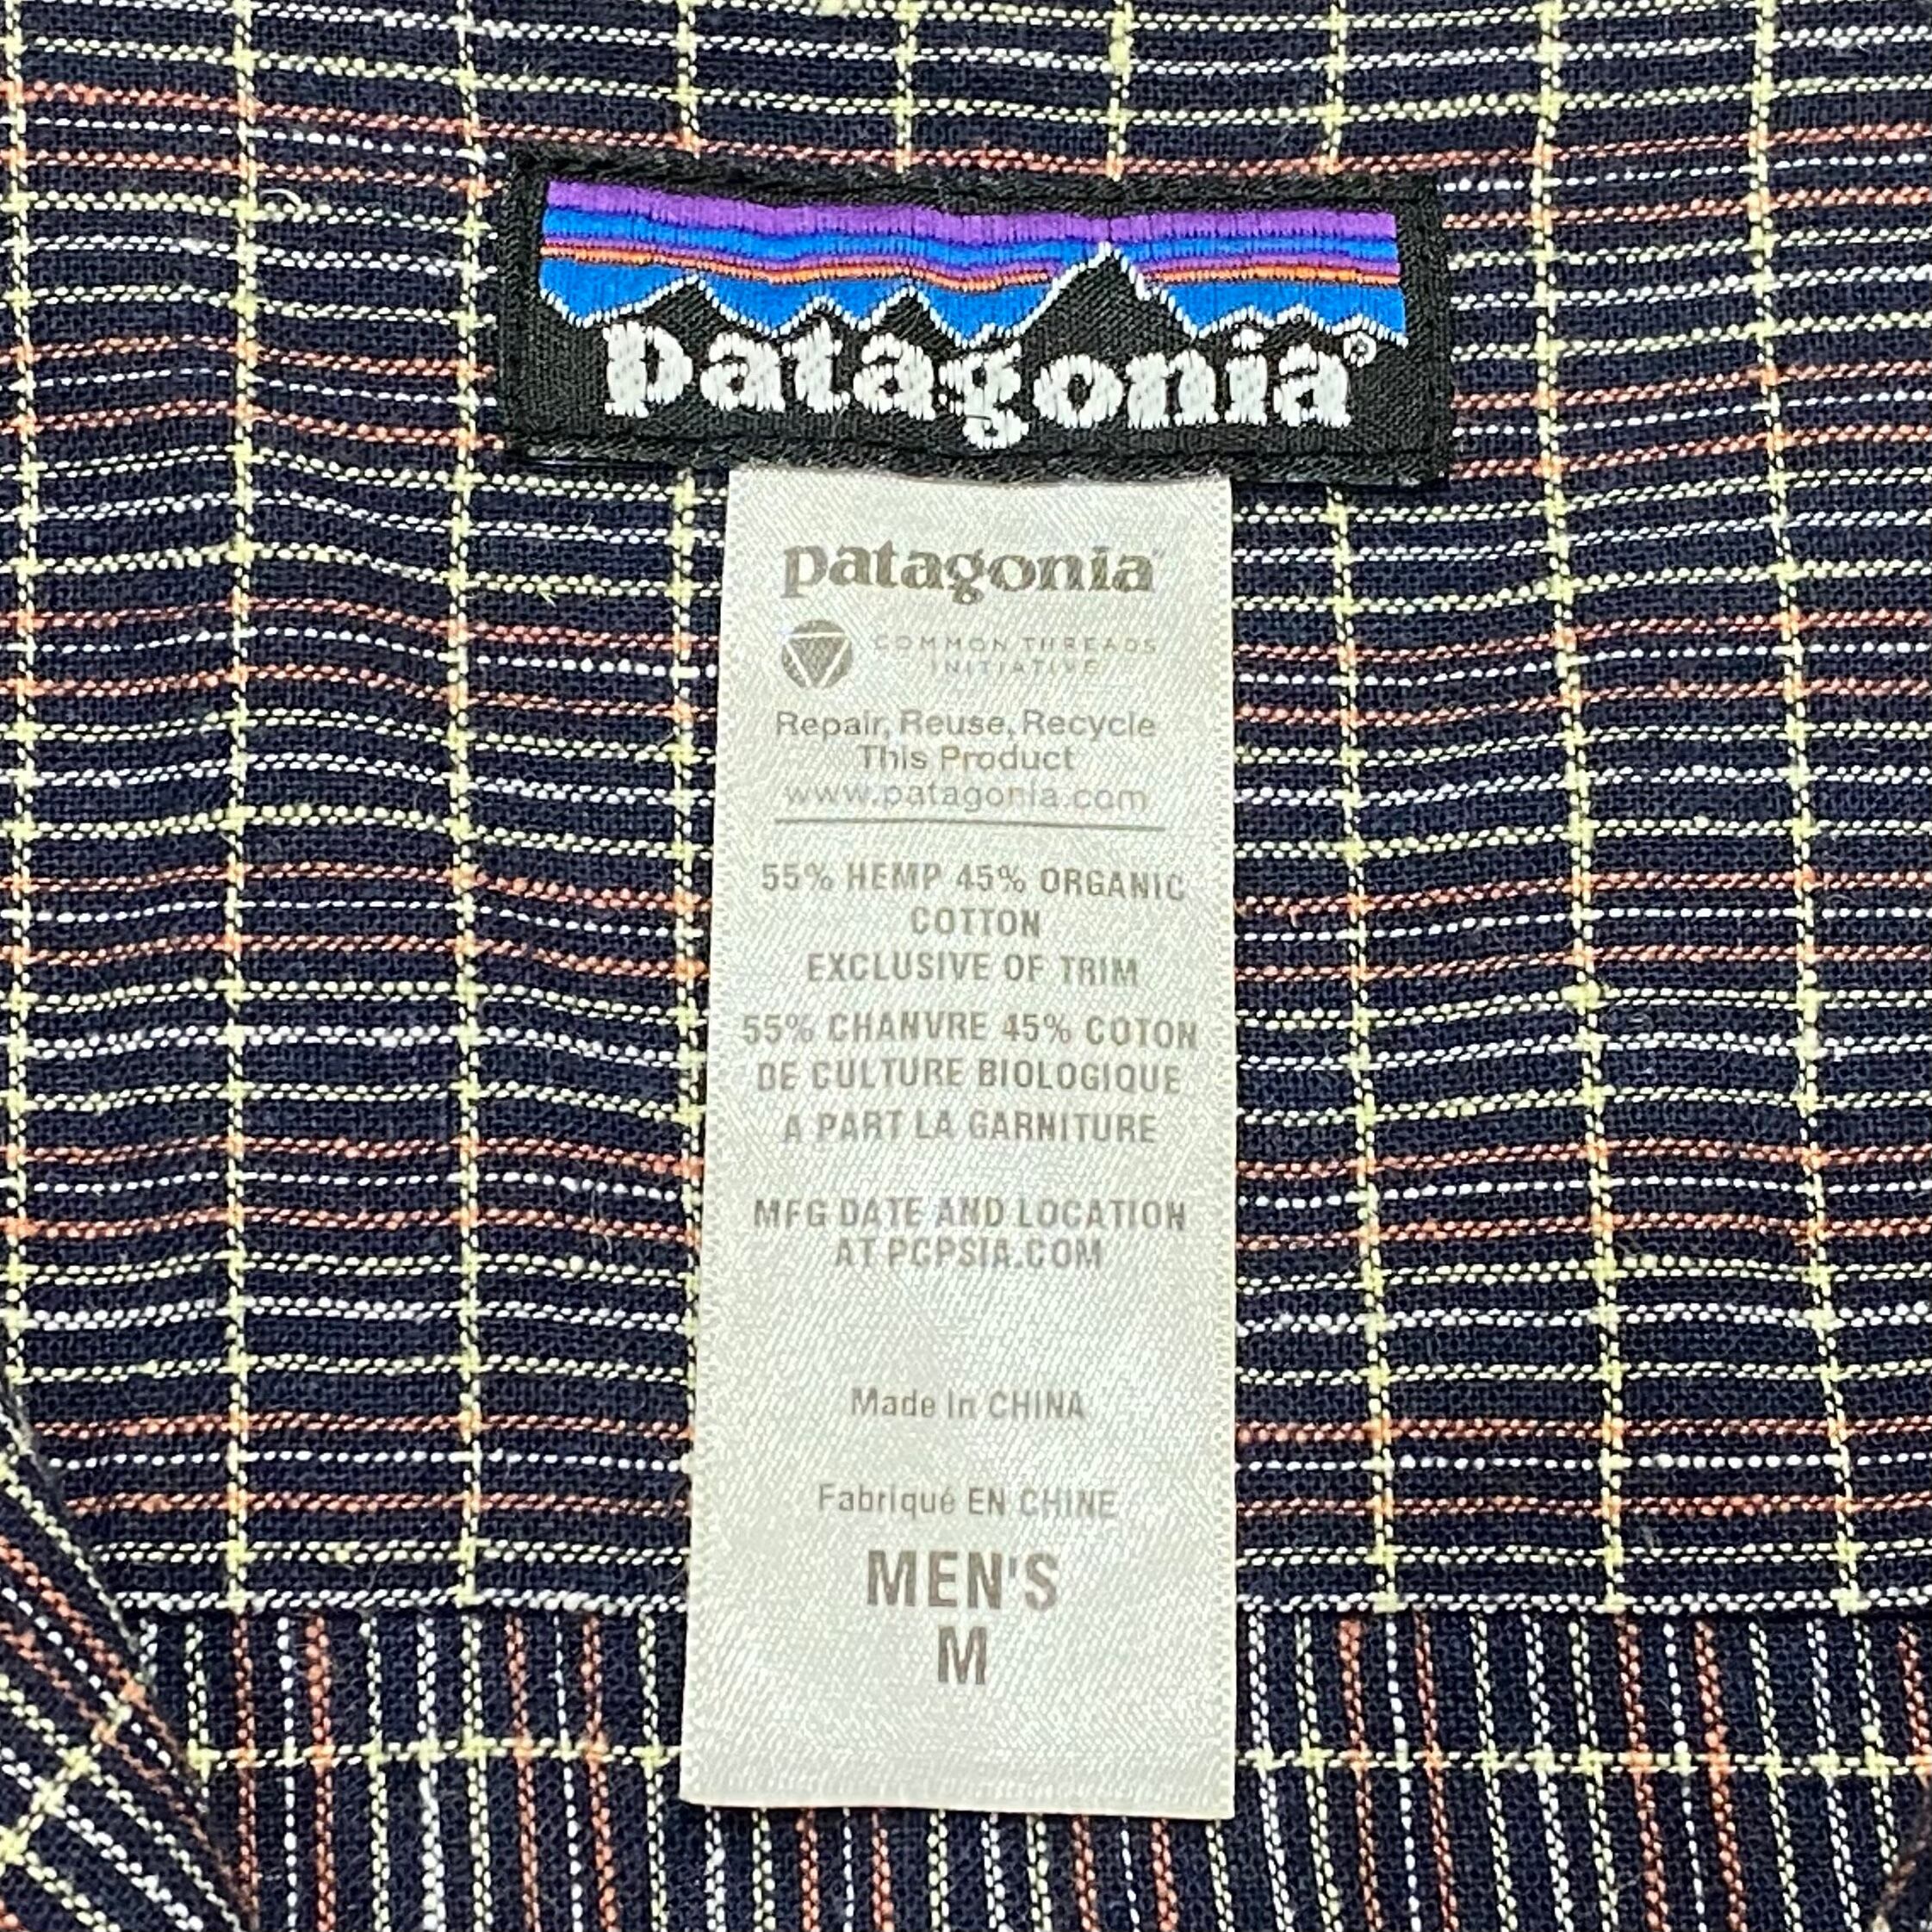 patagonia®
patagonia
COMMON THREADS
INITIATIVE
Repair, Reuse, Recycle
This Product
www.patagonia.com
55% HEMP 45% ORGANIC
COTTON
EXCLUSIVE OF TRIM
55% CHANVRE 45% COTON
DE CULTURE BIOLOGIQUE
A PART LA GARNITURE
MFG DATE AND LOCATION
AT PCPSIA.COM
Made In CHINA
Fabriqué EN CHINE
MEN'S
M